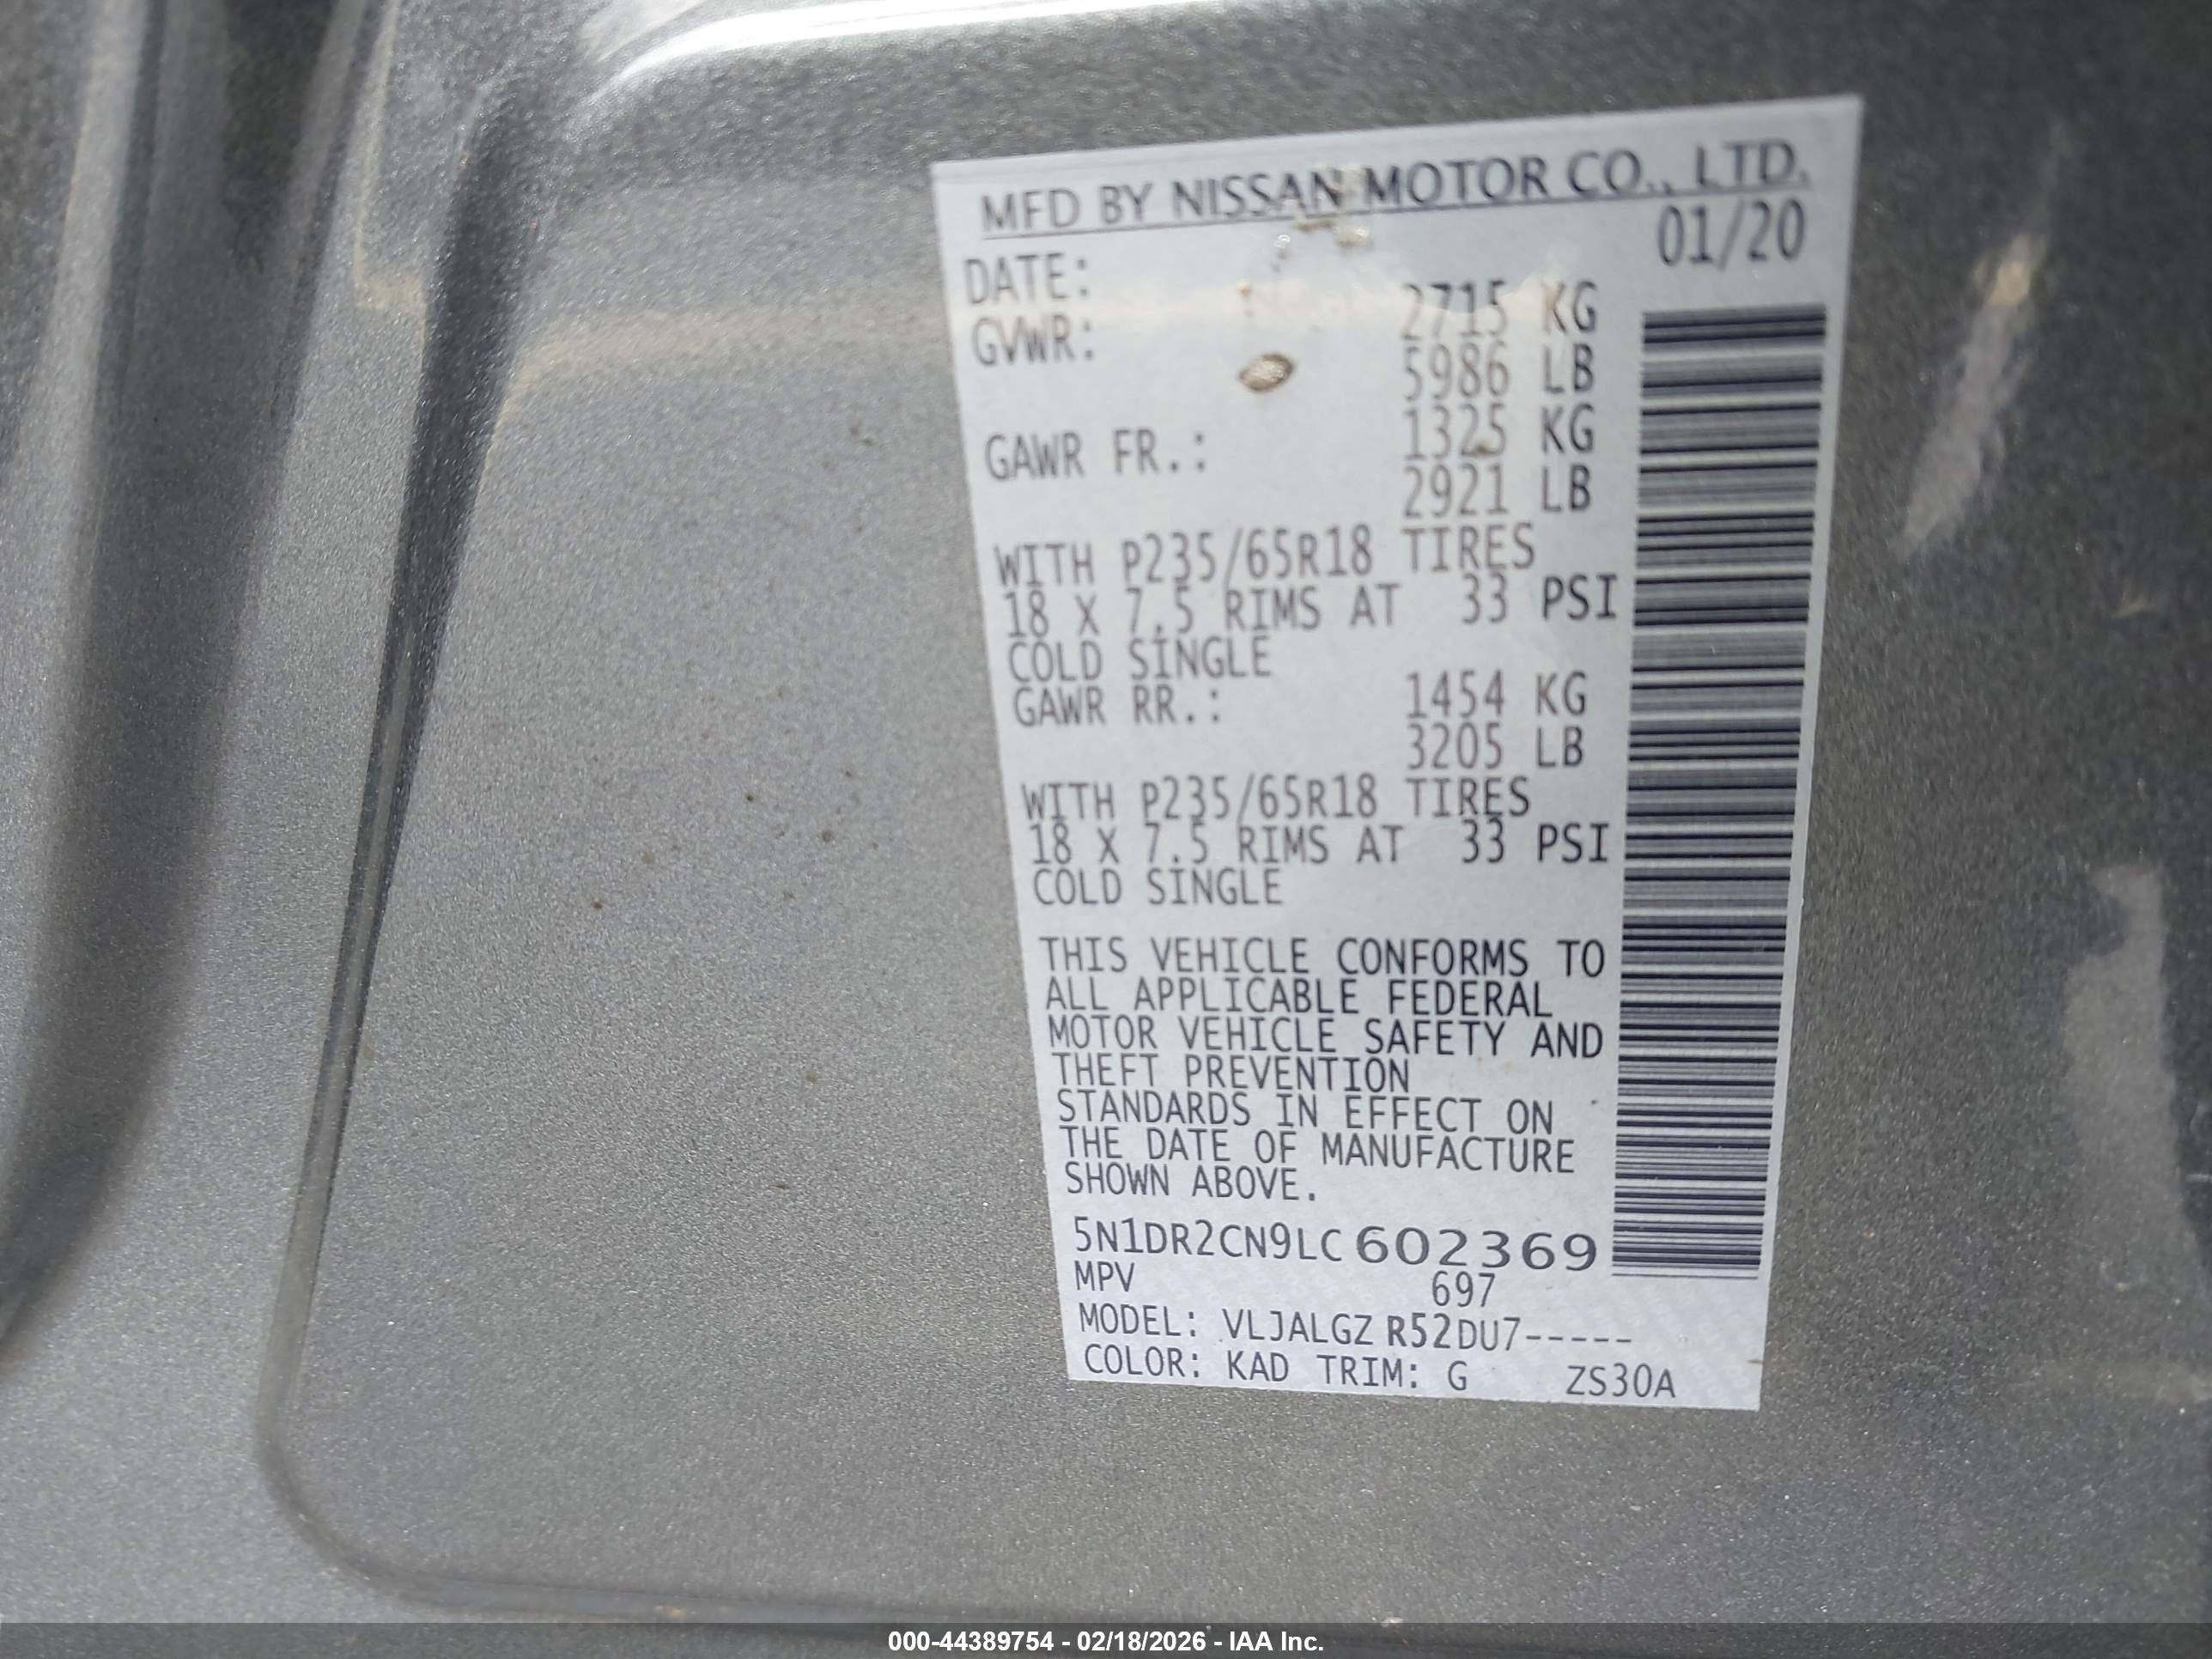 MFD BY NISSAN MOTOR CO., LTD.
DATE: 01/20
GVWR: 2715 KG
5986 LB
GAWR FR.: 1325 KG
2921 LB
WITH P235/65R18 TIRES
18 X 7.5 RIMS AT 33 PSI
COLD SINGLE
GAWR RR.: 1454 KG
3205 LB
WITH P235/65R18 TIRES
18 X 7.5 RIMS AT 33 PSI
COLD SINGLE
THIS VEHICLE CONFORMS TO
ALL APPLICABLE FEDERAL
MOTOR VEHICLE SAFETY AND
THEFT PREVENTION
STANDARDS IN EFFECT ON
THE DATE OF MANUFACTURE
SHOWN ABOVE.
5N1DR2CN9LC602369
MPV 697
MODEL: VLJALGZ R52DU7-----
COLOR: KAD TRIM: G ZS30A
000-44389754 - 02/18/2026 - IAA Inc.